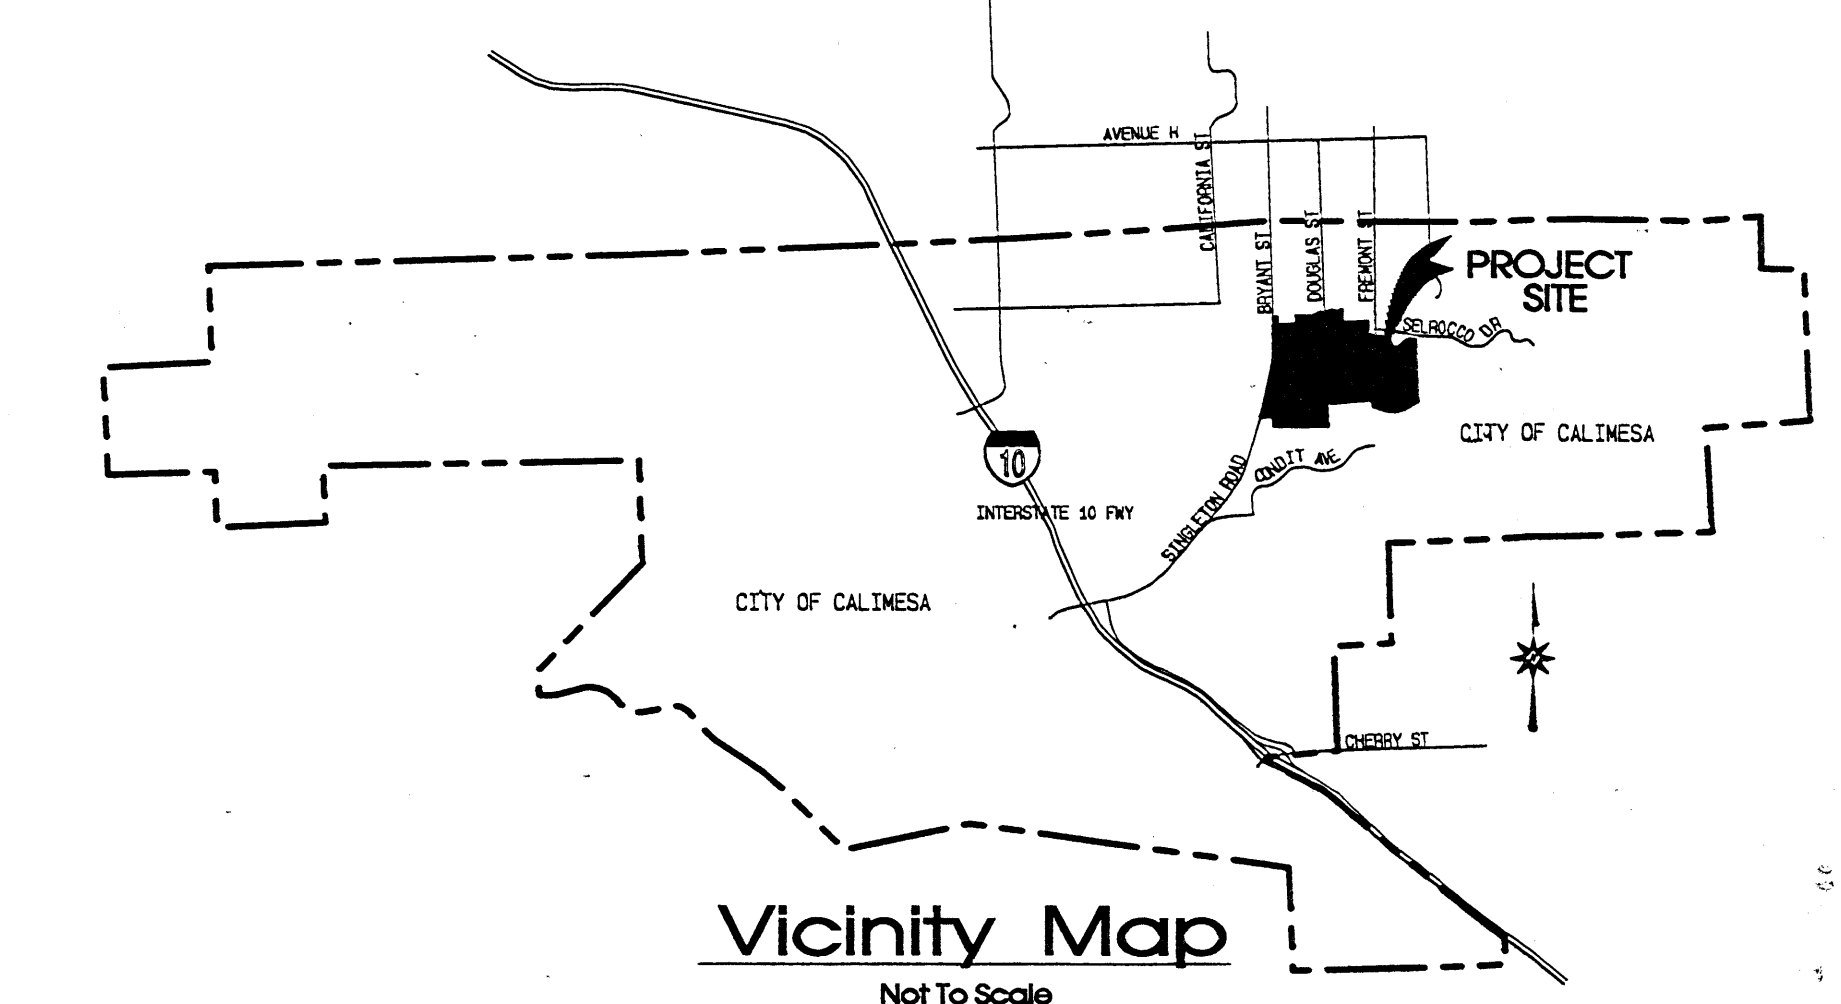 AVENUE H
CALIFORNIA ST
BRYANT ST
DOUGLAS ST
FREMONT ST
PROJECT
SITE
SELROCCO DR
CITY OF CALIMESA
10
INTERSTATE 10 FWY
SINGLETON ROAD
CONDIT AVE
CITY OF CALIMESA
CHERRY ST
Vicinity Map
Not To Scale